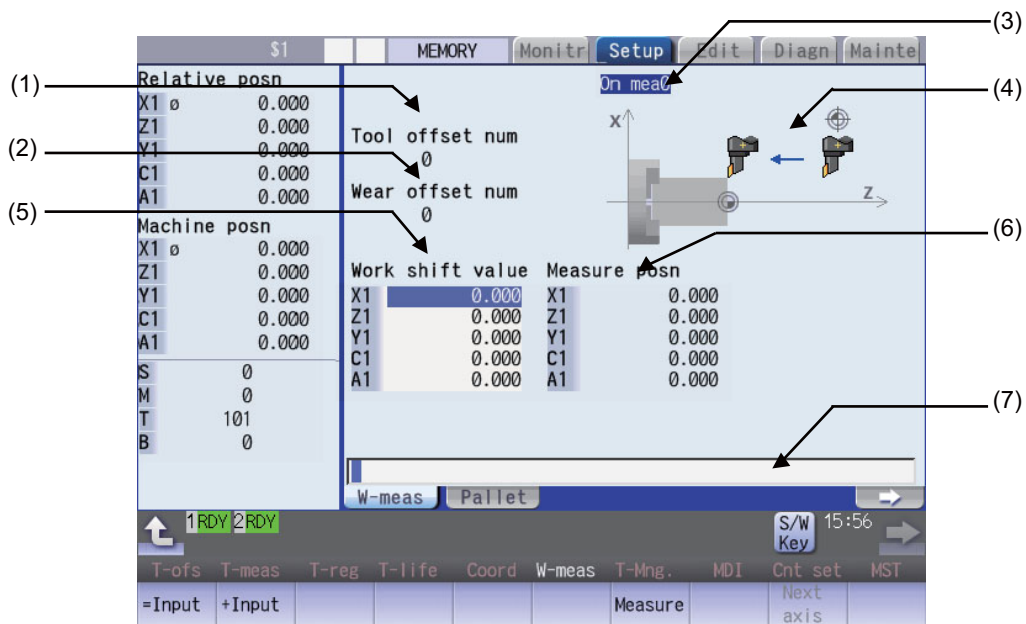 (3)
$1 MEMORY Monitr Setup Edit Diagn Mainte
Relative posn
X1 ø 0.000
Z1 0.000
Y1 0.000
C1 0.000
A1 0.000
Machine posn
X1 ø 0.000
Z1 0.000
Y1 0.000
C1 0.000
A1 0.000
S 0
M 0
T 101
B 0
(1)
(2)
(5)
On mea0
(4)
X
Z
Tool offset num
0
Wear offset num
0
(6)
Work shift value
X1 0.000
Z1 0.000
Y1 0.000
C1 0.000
A1 0.000
Measure posn
X1 0.000
Z1 0.000
Y1 0.000
C1 0.000
A1 0.000
(7)
W-meas Pallet
1 RDY 2 RDY S/W Key 15:56
T-ofs T-meas T-reg T-life Coord W-meas T-Mng. MDI Cnt set MST
=Input +Input Measure Next axis